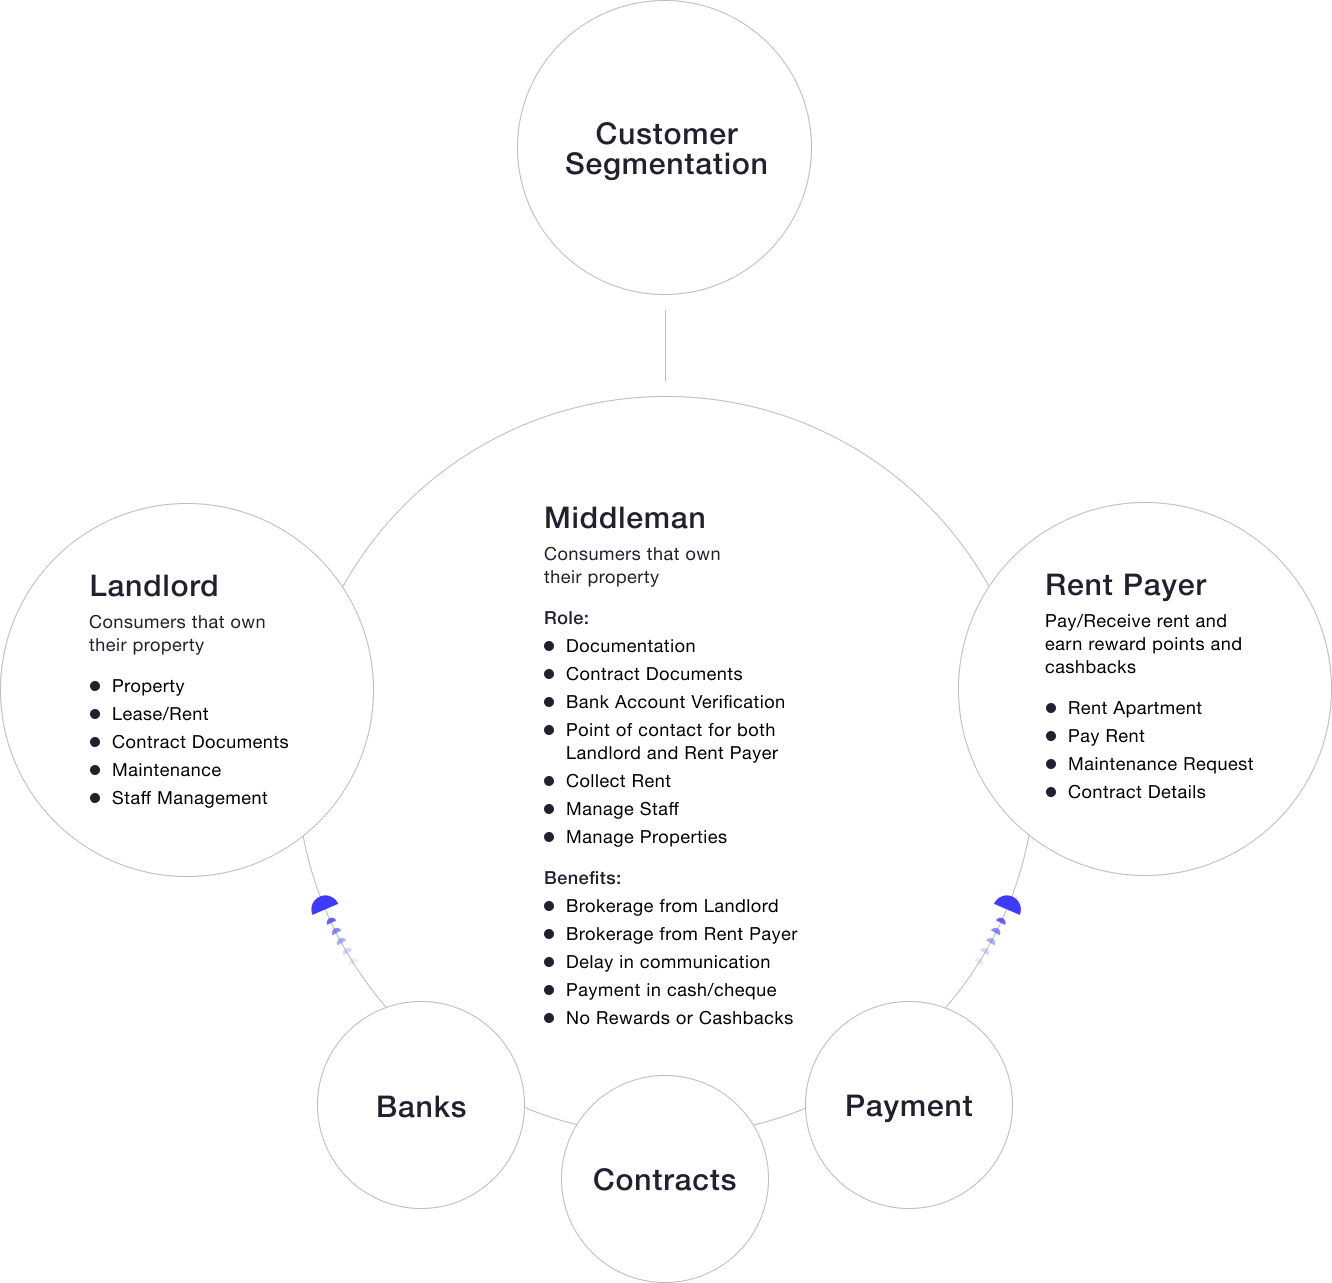 Customer
Segmentation
Landlord
Consumers that own
their property
Property
Lease/Rent
Contract Documents
Maintenance
Staff Management
Middleman
Consumers that own
their property
Role:
Documentation
Contract Documents
Bank Account Verification
Point of contact for both
Landlord and Rent Payer
Collect Rent
Manage Staff
Manage Properties
Benefits:
Brokerage from Landlord
Brokerage from Rent Payer
Delay in communication
Payment in cash/cheque
No Rewards or Cashbacks
Rent Payer
Pay/Receive rent and
earn reward points and
cashbacks
Rent Apartment
Pay Rent
Maintenance Request
Contract Details
Banks
Contracts
Payment